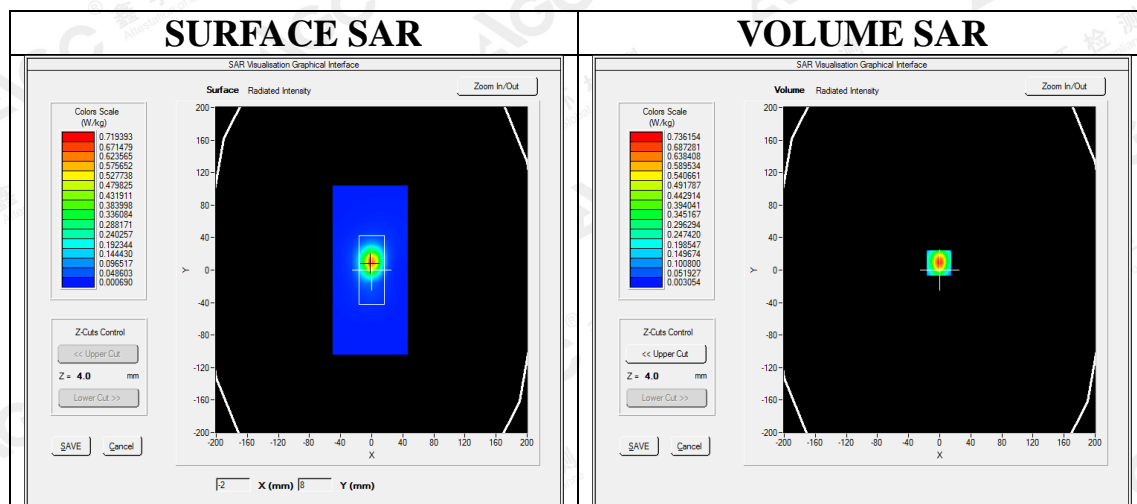 SURFACE SAR
SAR Visualisation Graphical Interface
Surface Radiated Intensity
Zoom In/Out
Colors Scale
(W/kg)
0.719393
0.671479
0.623565
0.575652
0.527738
0.479825
0.431911
0.383998
0.336084
0.288171
0.240257
0.192344
0.144430
0.096517
0.048603
0.000690
200
160
120
80
40
0
-40
-80
-120
-160
-200
Y
-200 -160 -120 -80 -40 0 40 80 120 160 200
X
Z-Cuts Control
<< Upper Cut
Z = 4.0 mm
Lower Cut >>
SAVE Cancel
-2 X (mm) 8 Y (mm)
VOLUME SAR
SAR Visualisation Graphical Interface
Volume Radiated Intensity
Zoom In/Out
Colors Scale
(W/kg)
0.736154
0.687281
0.638408
0.589534
0.540661
0.491787
0.442914
0.394041
0.345167
0.296294
0.247420
0.198547
0.149674
0.100800
0.051927
0.003054
200
160
120
80
40
0
-40
-80
-120
-160
-200
Y
-200 -160 -120 -80 -40 0 40 80 120 160 200
X
Z-Cuts Control
<< Upper Cut
Z = 4.0 mm
Lower Cut >>
SAVE Cancel